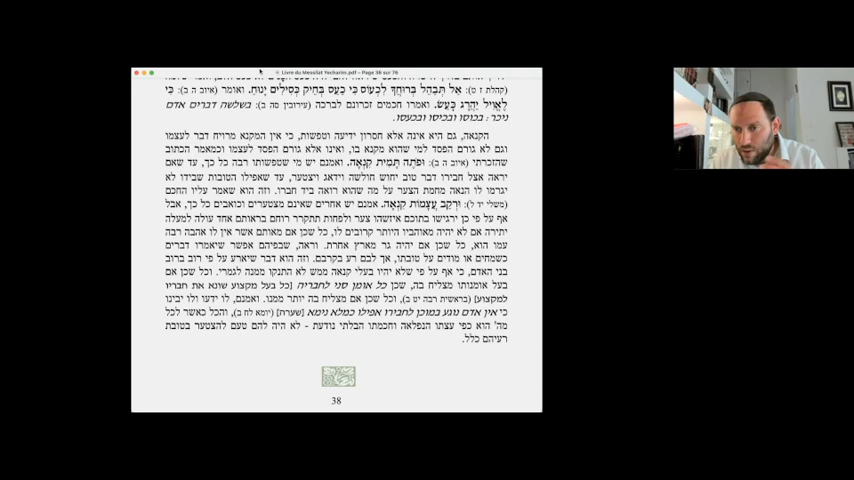 Livre du Messilat Yecharim.pdf – Page 38 sur 76
(קהלת ז ט): אַל תְּבַהֵל בְּרוּחֲךָ לִכְעוֹס כִּי כַעַס בְּחֵיק כְּסִילִים יָנוּחַ. ואומר (איוב ה ב): כִּי
לֶאֱוִיל יַהֲרָג כָּעַשׂ. ואמרו חכמים זכרונם לברכה (עירובין סה ב): בשלשה דברים אדם
ניכר: בכוסו ובכיסו ובכעסו.
הקנאה, גם היא אינה אלא חסרון ידיעה וטפשות, כי אין המקנא מרויח דבר לעצמו
וגם לא גורם הפסד למי שהוא מקנא בו, ואינו אלא גורם הפסד לעצמו וכמאמר הכתוב
שהזכרתי (איוב ה ב): וּפֹתֶה תָּמִית קִנְאָה. ואמנם יש מי שטפשותו רבה כל כך, עד שאם
יראה אצל חבירו דבר טוב יחוש חולשה וידאג ויצטער, עד שאפילו הטובות שבידו לא
יגרמו לו הנאה מחמת הצער על מה שהוא רואה ביד חברו. וזה הוא שאמר עליו החכם
(משלי יד ל): וּרְקַב עֲצָמוֹת קִנְאָה. אמנם יש אחרים שאינם מצטערים וכואבים כל כך, אבל
אף על פי כן ירגישו בתוכם איזשהו צער ולפחות תתקרר רוחם בראותם אחד עולה למעלה
יתירה אם לא יהיה מאוהביו היותר קרובים לו, כל שכן אם מאותם אשר אין לו אהבה רבה
עמו הוא, כל שכן אם יהיה גר מארץ אחרת. וראה, שבפיהם אפשר שיאמרו דברים
כשמחים או מודים על טובתו, אך לבם רע בקרבם. וזה הוא דבר שיארע על פי רוב ברוב
בני האדם, כי אף על פי שלא יהיו בעלי קנאה ממש לא התנקו ממנה לגמרי. וכל שכן אם
בעל אומנותו מצליח בה, שכן כל אומן סני לחבריה [כל בעל מקצוע שונא את חבריו
למקצוע] (בראשית רבה יט ב), וכל שכן אם מצליח בה יותר ממנו. ואמנם, לו ידעו ולו יבינו
כי אין אדם נוגע במוכן לחבירו אפילו כמלא נימא [שערה] (יומא לח ב), והכל כאשר לכל
מה' הוא כפי עצתו הנפלאה וחכמתו הבלתי נודעת - לא היה להם טעם להצטער בטובת
רעיהם כלל.
38